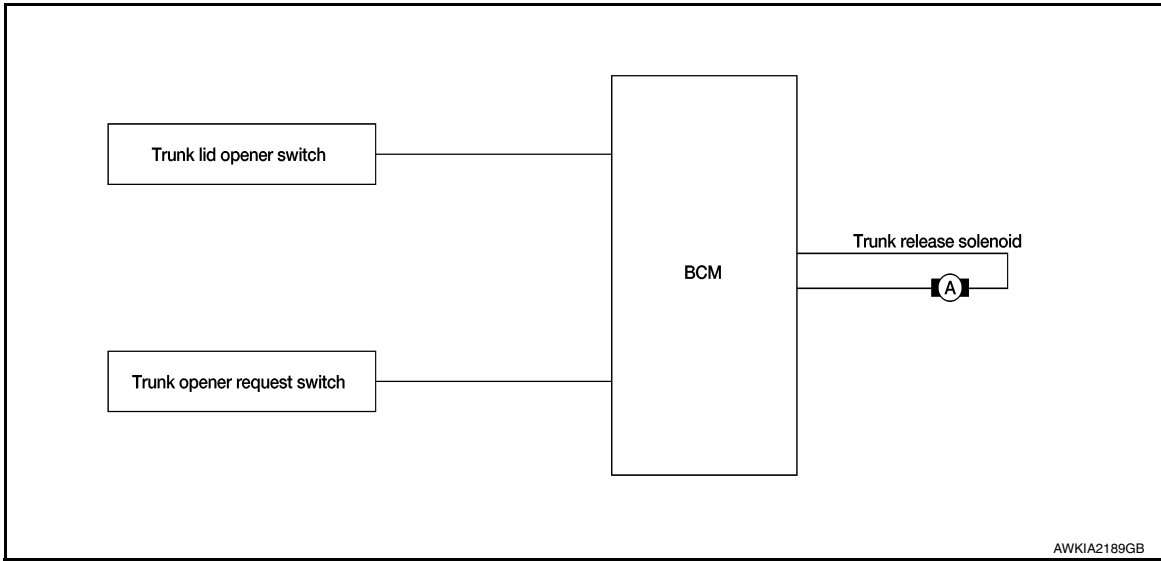 Trunk lid opener switch
BCM
Trunk release solenoid
A
Trunk opener request switch
AWKIA2189GB